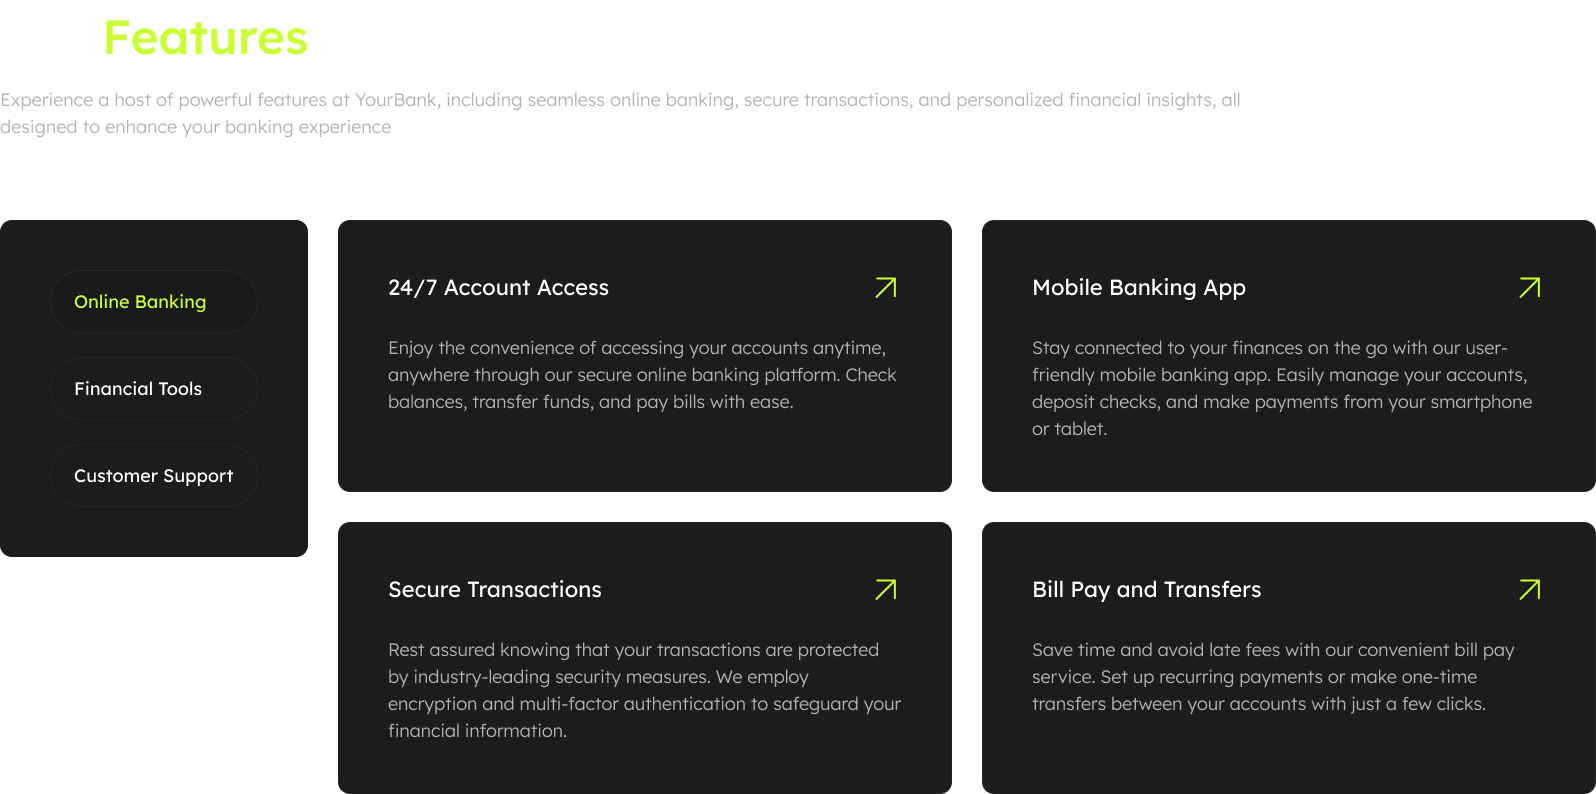 Features
Experience a host of powerful features at YourBank, including seamless online banking, secure transactions, and personalized financial insights, all
designed to enhance your banking experience
Online Banking
Financial Tools
Customer Support
24/7 Account Access
Enjoy the convenience of accessing your accounts anytime,
anywhere through our secure online banking platform. Check
balances, transfer funds, and pay bills with ease.
Mobile Banking App
Stay connected to your finances on the go with our user-
friendly mobile banking app. Easily manage your accounts,
deposit checks, and make payments from your smartphone
or tablet.
Secure Transactions
Rest assured knowing that your transactions are protected
by industry-leading security measures. We employ
encryption and multi-factor authentication to safeguard your
financial information.
Bill Pay and Transfers
Save time and avoid late fees with our convenient bill pay
service. Set up recurring payments or make one-time
transfers between your accounts with just a few clicks.